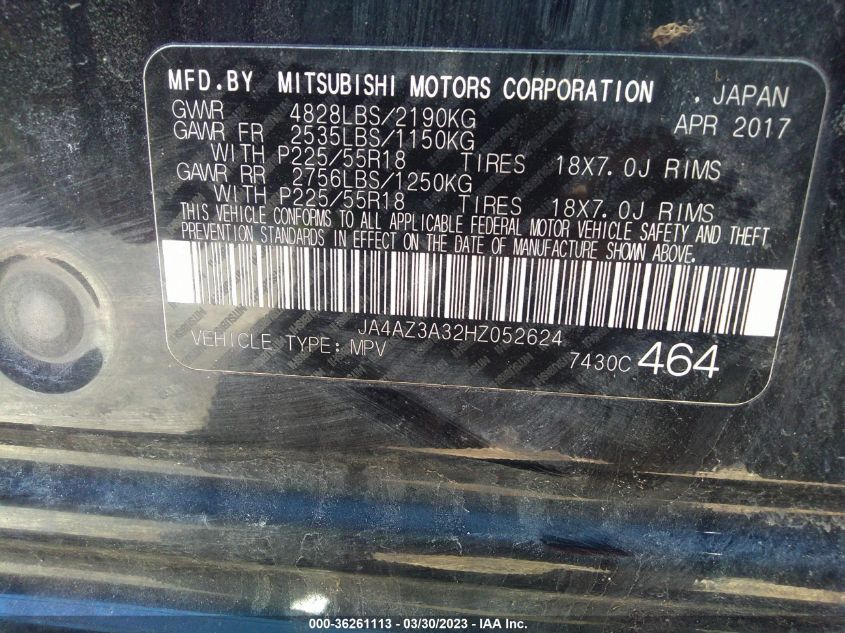 MFD.BY MITSUBISHI MOTORS CORPORATION , JAPAN
GVWR 4828LBS/2190KG APR 2017
GAWR FR 2535LBS/1150KG
WITH P225/55R18 TIRES 18X7.0J RIMS
GAWR RR 2756LBS/1250KG
WITH P225/55R18 TIRES 18X7.0J RIMS
THIS VEHICLE CONFORMS TO ALL APPLICABLE FEDERAL MOTOR VEHICLE SAFETY AND THEFT
PREVENTION STANDARDS IN EFFECT ON THE DATE OF MANUFACTURE SHOWN ABOVE.
JA4AZ3A32HZ052624
VEHICLE TYPE: MPV 7430C 464
000-36261113 - 03/30/2023 - IAA Inc.